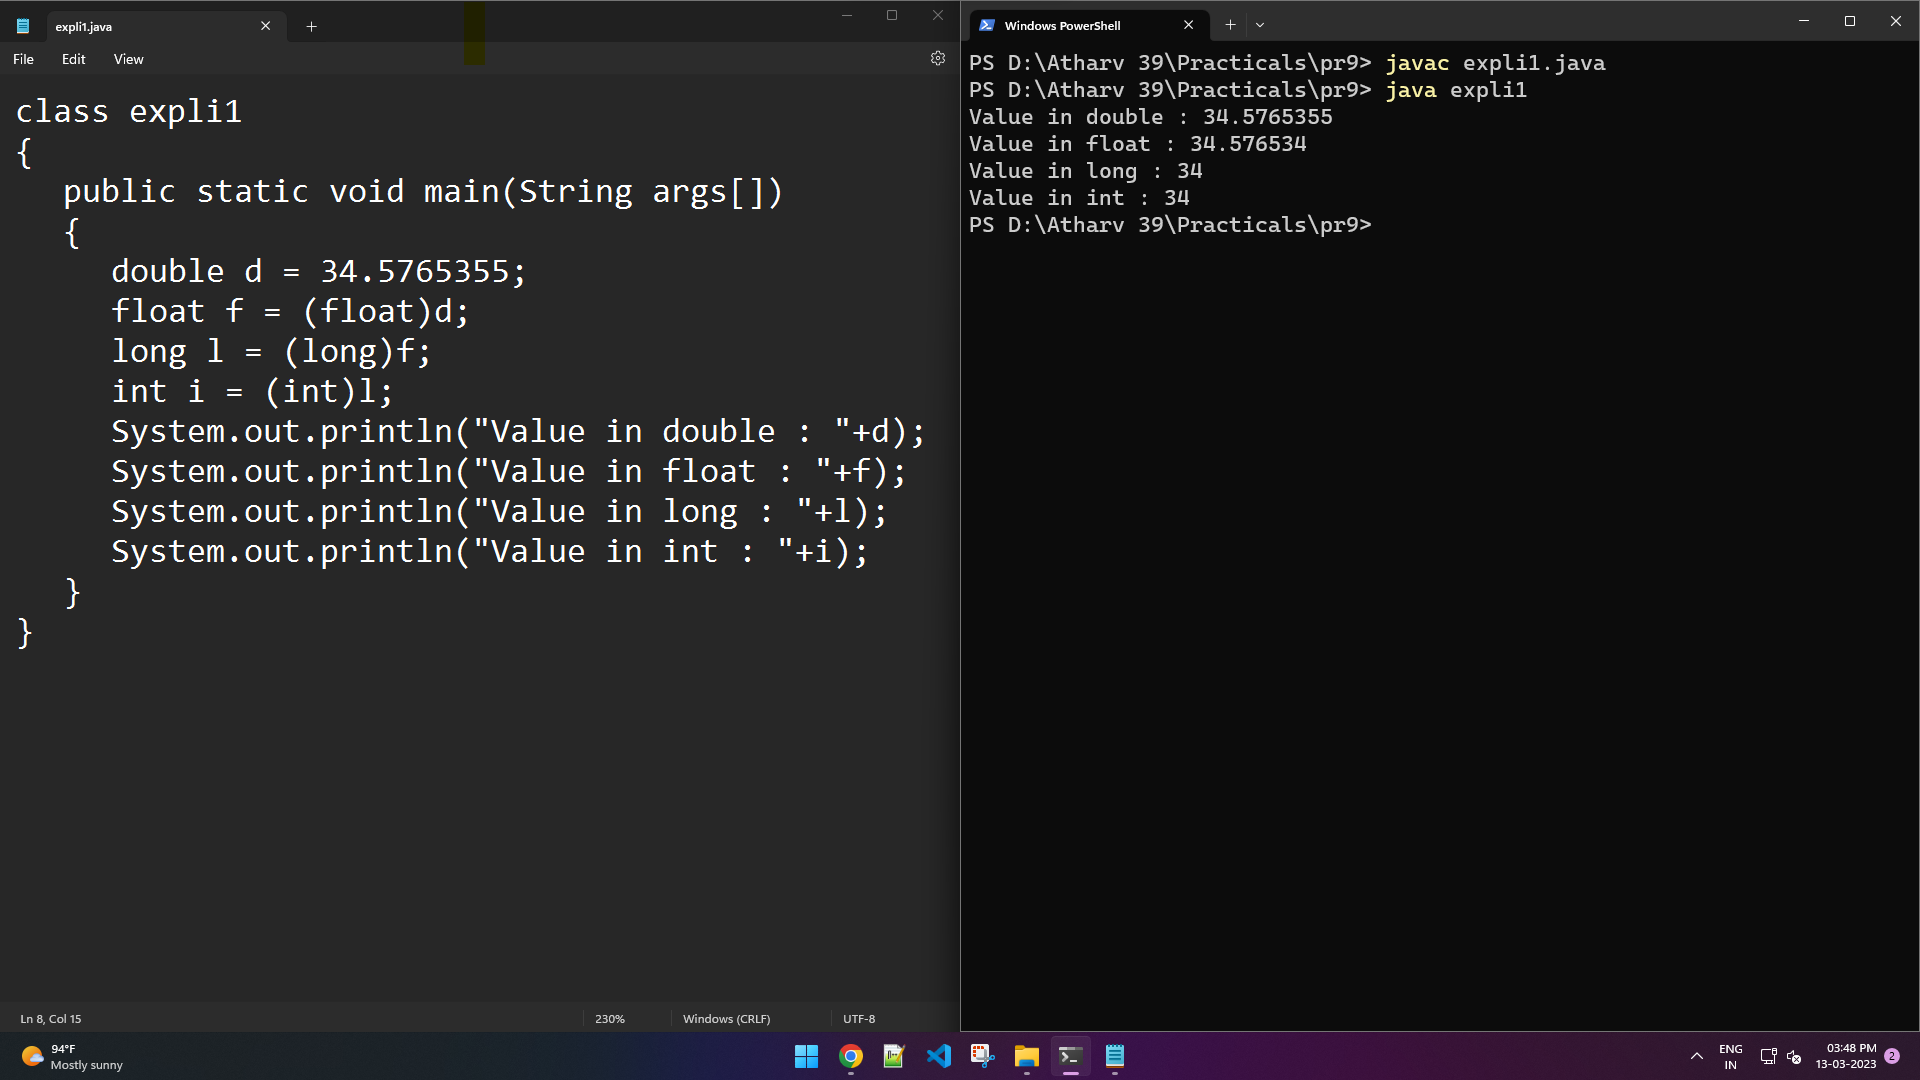 expli1.java
File Edit View
class expli1
{
public static void main(String args[])
{
double d = 34.5765355;
float f = (float)d;
long l = (long)f;
int i = (int)l;
System.out.println("Value in double : "+d);
System.out.println("Value in float : "+f);
System.out.println("Value in long : "+l);
System.out.println("Value in int : "+i);
}
}
Ln 8, Col 15 230% Windows (CRLF) UTF-8
Windows PowerShell
PS D:\Atharv 39\Practicals\pr9> javac expli1.java
PS D:\Atharv 39\Practicals\pr9> java expli1
Value in double : 34.5765355
Value in float : 34.576534
Value in long : 34
Value in int : 34
PS D:\Atharv 39\Practicals\pr9>
94°F
Mostly sunny
ENG
IN
03:48 PM
13-03-2023
2